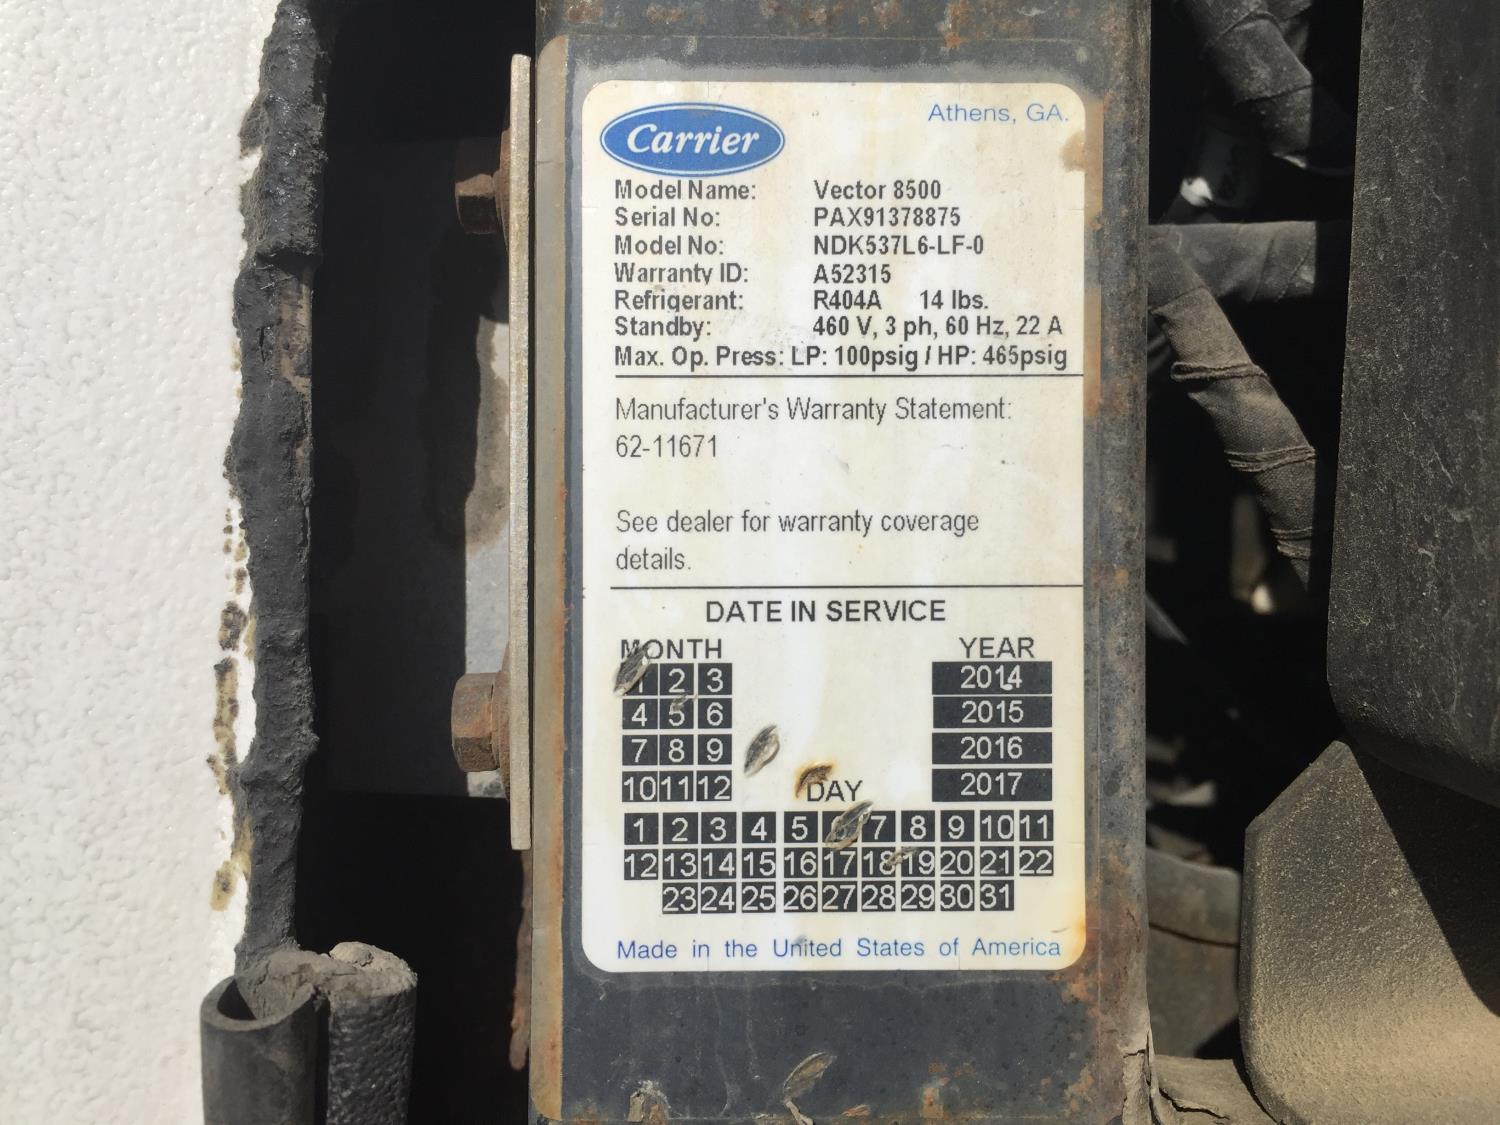 Carrier
Athens, GA.
Model Name: Vector 8500
Serial No: PAX91378875
Model No: NDK537L6-LF-0
Warranty ID: A52315
Refrigerant: R404A 14 lbs.
Standby: 460 V, 3 ph, 60 Hz, 22 A
Max. Op. Press: LP: 100psig / HP: 465psig
Manufacturer's Warranty Statement:
62-11671
See dealer for warranty coverage
details.
DATE IN SERVICE
MONTH
1 2 3
4 5 6
7 8 9
10 11 12
YEAR
2014
2015
2016
2017
DAY
1 2 3 4 5 6 7 8 9 10 11
12 13 14 15 16 17 18 19 20 21 22
23 24 25 26 27 28 29 30 31
Made in the United States of America